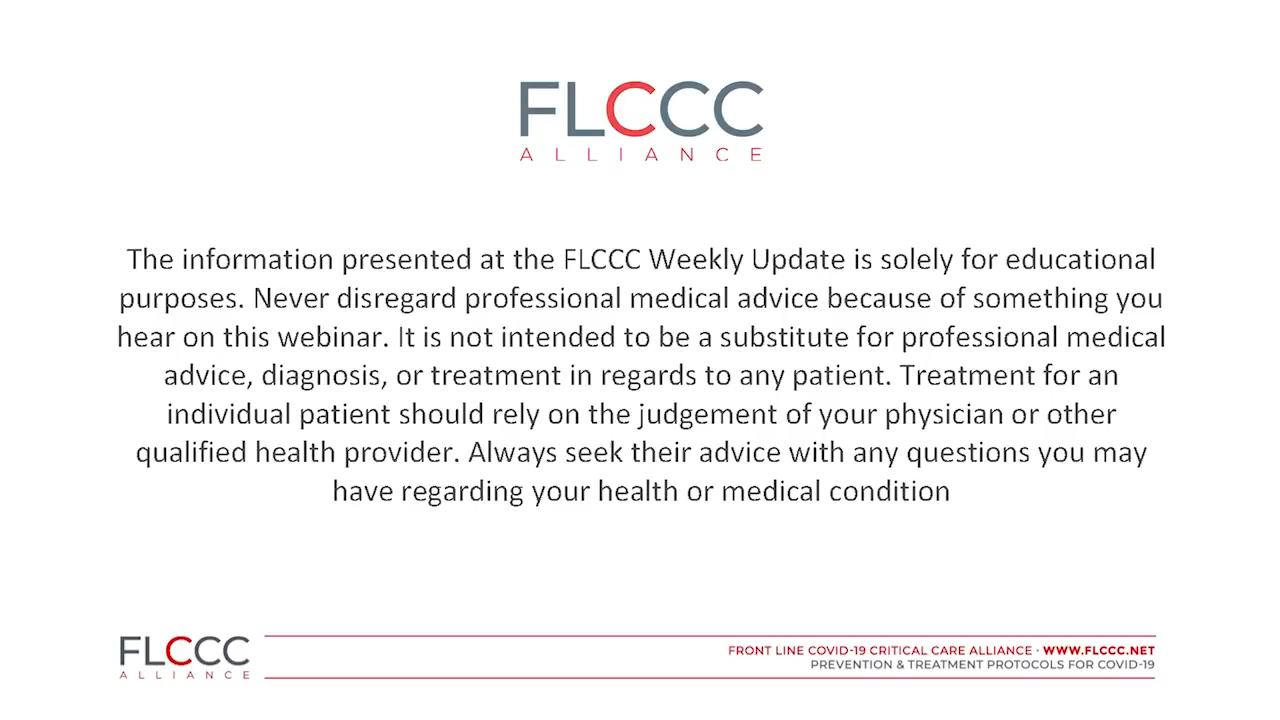 FLCCC
ALLIANCE
The information presented at the FLCCC Weekly Update is solely for educational
purposes. Never disregard professional medical advice because of something you
hear on this webinar. It is not intended to be a substitute for professional medical
advice, diagnosis, or treatment in regards to any patient. Treatment for an
individual patient should rely on the judgement of your physician or other
qualified health provider. Always seek their advice with any questions you may
have regarding your health or medical condition
FLCCC
ALLIANCE
FRONT LINE COVID-19 CRITICAL CARE ALLIANCE · WWW.FLCCC.NET
PREVENTION & TREATMENT PROTOCOLS FOR COVID-19